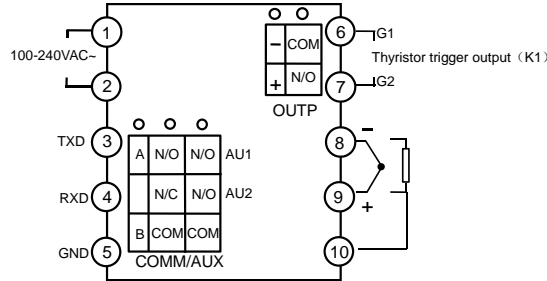 1
100-240VAC~
2
TXD 3
RXD 4
GND 5
A N/O N/O AU1
N/C N/O AU2
B COM COM
COMM/AUX
− COM
+ N/O
OUTP
6 G1
Thyristor trigger output（K1）
7 G2
8 −
9 +
10